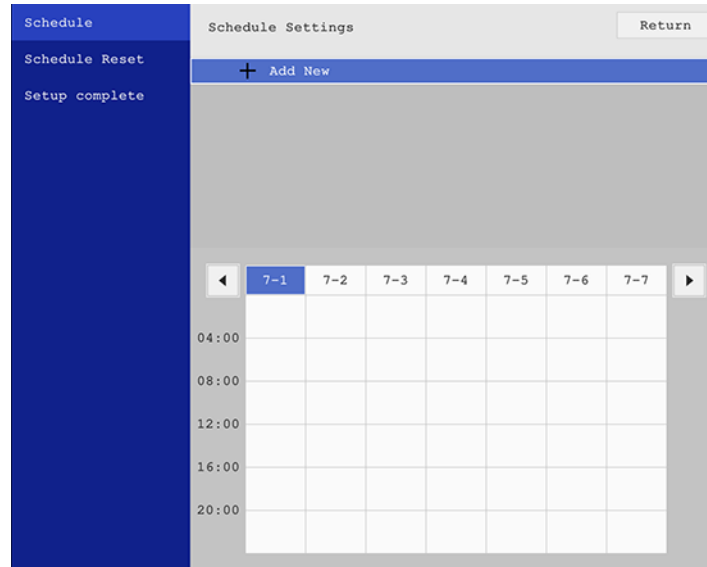 Schedule
Schedule Reset
Setup complete
Schedule Settings
Return
+ Add New
7-1 7-2 7-3 7-4 7-5 7-6 7-7
04:00
08:00
12:00
16:00
20:00